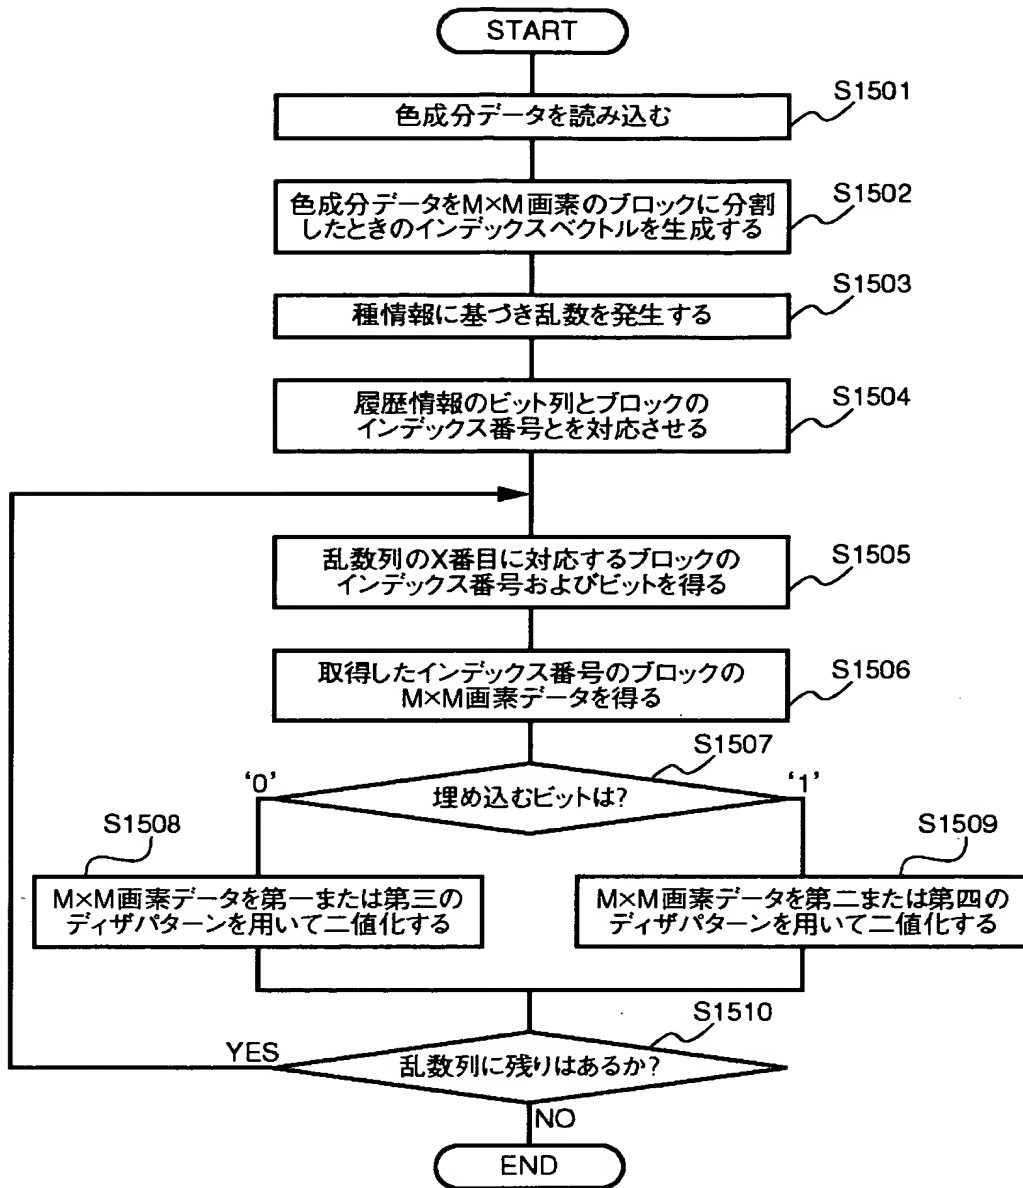 START
S1501
色成分データを読み込む
S1502
色成分データをM×M画素のブロックに分割
したときのインデックスベクトルを生成する
S1503
種情報に基づき乱数を発生する
S1504
履歴情報のビット列とブロックの
インデックス番号とを対応させる
S1505
乱数列のX番目に対応するブロックの
インデックス番号およびビットを得る
S1506
取得したインデックス番号のブロックの
M×M画素データを得る
S1507
'0'
埋め込むビットは?
'1'
S1508
M×M画素データを第一または第三の
ディザパターンを用いて二値化する
S1509
M×M画素データを第二または第四の
ディザパターンを用いて二値化する
S1510
YES
乱数列に残りはあるか?
NO
END